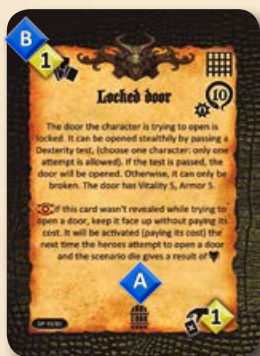 B
1
10
Locked door
The door the character is trying to open is
locked. It can be opened stealthily by passing a
Dexterity test, (choose one character: only one
attempt is allowed). If the test is passed, the
door will be opened. Otherwise, it can only be
broken. The door has Vitality 5, Armor 5.
If this card wasn't revealed while trying to
open a door, keep it face up without paying its
cost. It will be activated (paying its cost) the
next time the heroes attempt to open a door
and the scenario die gives a result of
A
1